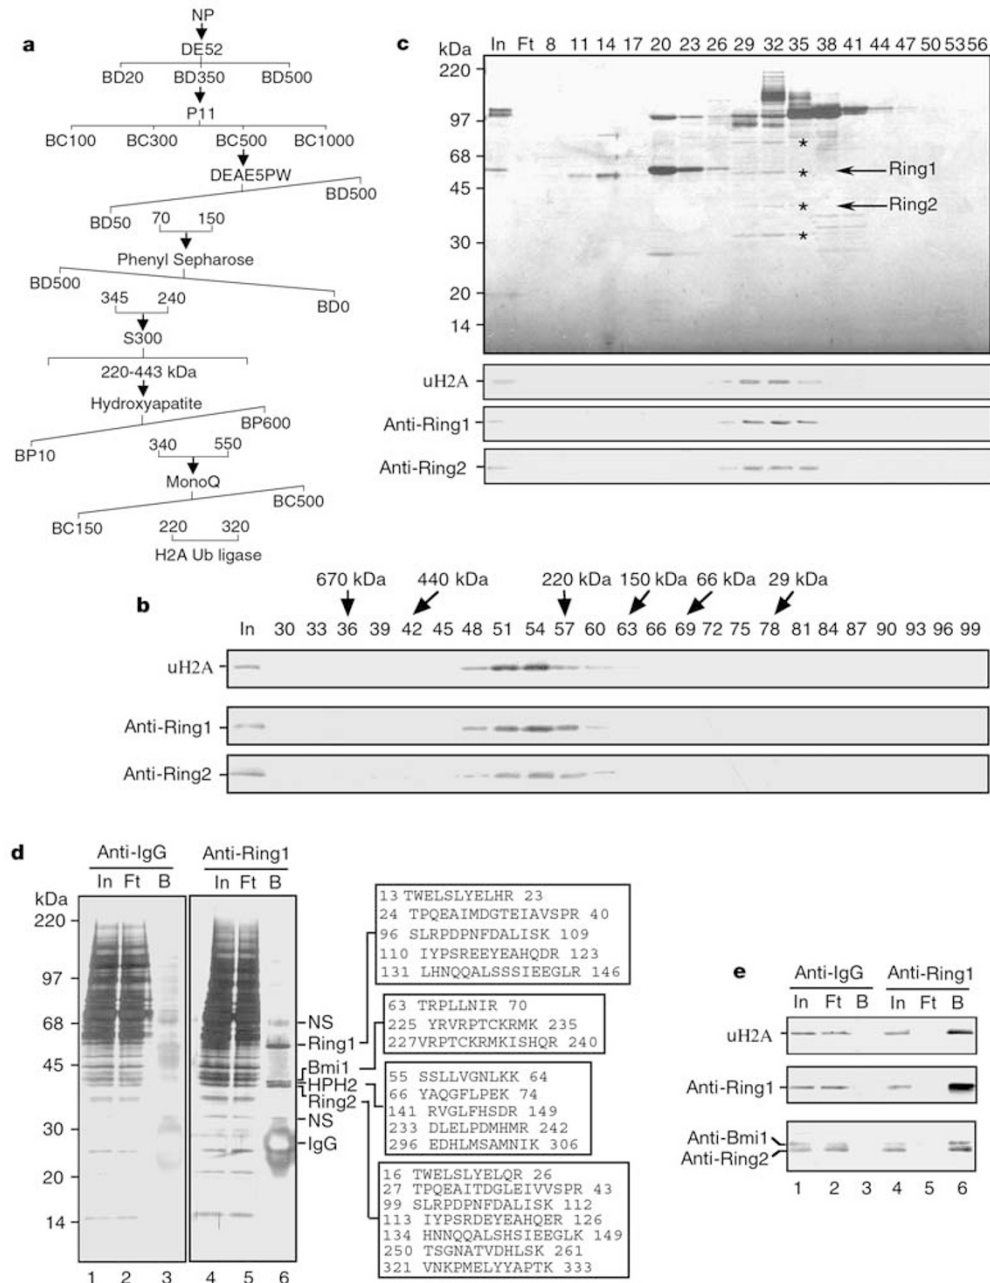 a
NP
DE52
BD20 BD350 BD500
P11
BC100 BC300 BC500 BC1000
DEAE5PW
BD500
BD50 70 150
Phenyl Sepharose
BD500
BD0
345 240
S300
220-443 kDa
Hydroxyapatite
BP600
BP10
340 550
MonoQ
BC500
BC150
220 320
H2A Ub ligase
c
In Ft 8 11 14 17 20 23 26 29 32 35 38 41 44 47 50 53 56
kDa
220
97
68
45
30
20
14
*
*
*
*
Ring1
Ring2
uH2A
Anti-Ring1
Anti-Ring2
b
670 kDa 440 kDa 220 kDa 150 kDa 66 kDa 29 kDa
In 30 33 36 39 42 45 48 51 54 57 60 63 66 69 72 75 78 81 84 87 90 93 96 99
uH2A
Anti-Ring1
Anti-Ring2
d
Anti-IgG Anti-Ring1
In Ft B In Ft B
kDa
220
97
68
45
30
20
14
NS
Ring1
Bmi1
HPH2
Ring2
NS
IgG
1 2 3 4 5 6
13 TWELSLYELHR 23
24 TPQEAIMDGTEIAVSPR 40
96 SLRPDPNFDALISK 109
110 IYPSREEYEAHQDR 123
131 LHNQQALSSSIEEGLR 146
63 TRPLLNIR 70
225 YRVRPTCKRMK 235
227VRPTCKRMKISHQR 240
55 SSLLVGNLKK 64
66 YAQGFLPEK 74
141 RVGLFHSDR 149
233 DLELPDMHMR 242
296 EDHLMSAMNIK 306
16 TWELSLYELQR 26
27 TPQEAITDGLEIVVSPR 43
99 SLRPDPNFDALISK 112
113 IYPSRDEYEAHQER 126
134 HNNQQALSHSIEEGLK 149
250 TSGNATVDHLSK 261
321 VNKPMELYYAPTK 333
e
Anti-IgG Anti-Ring1
In Ft B In Ft B
uH2A
Anti-Ring1
Anti-Bmi1
Anti-Ring2
1 2 3 4 5 6